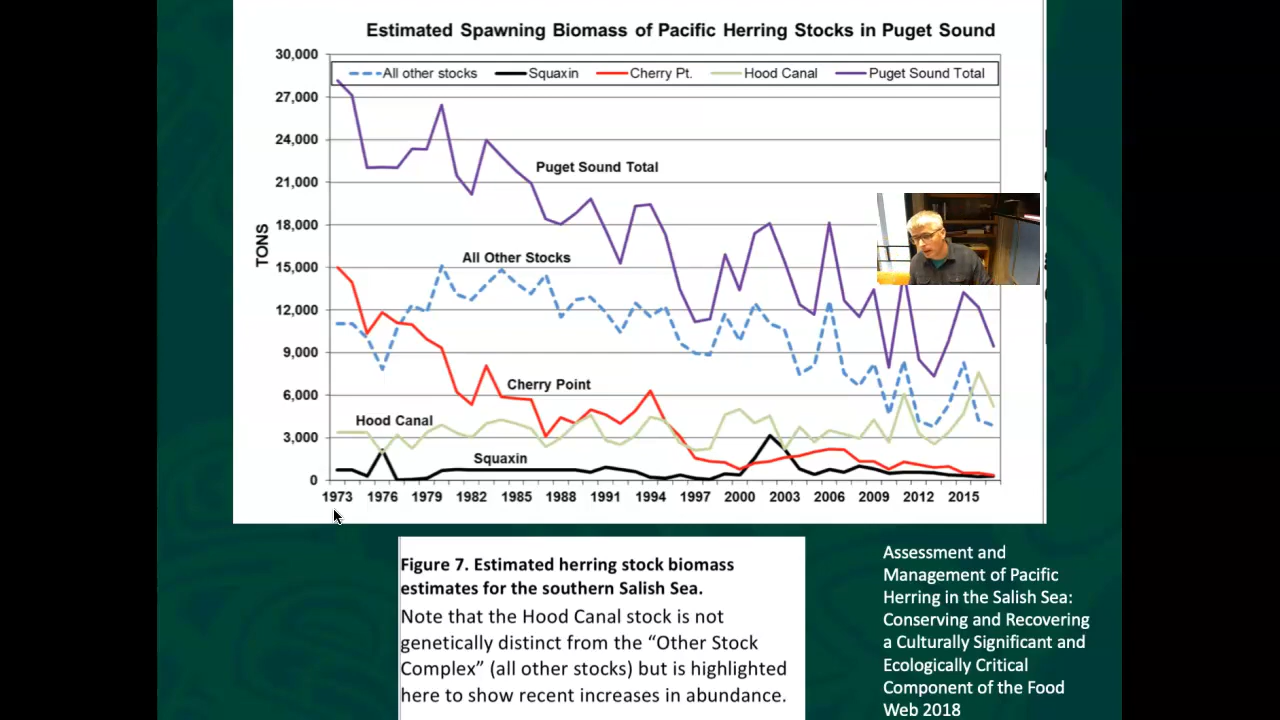 Estimated Spawning Biomass of Pacific Herring Stocks in Puget Sound
30,000
All other stocks Squaxin Cherry Pt. Hood Canal Puget Sound Total
27,000
24,000
Puget Sound Total
21,000
18,000
TONS
All Other Stocks
15,000
12,000
9,000
Cherry Point
6,000
Hood Canal
3,000
Squaxin
0
1973 1976 1979 1982 1985 1988 1991 1994 1997 2000 2003 2006 2009 2012 2015
Figure 7. Estimated herring stock biomass
estimates for the southern Salish Sea.
Note that the Hood Canal stock is not
genetically distinct from the “Other Stock
Complex” (all other stocks) but is highlighted
here to show recent increases in abundance.
Assessment and
Management of Pacific
Herring in the Salish Sea:
Conserving and Recovering
a Culturally Significant and
Ecologically Critical
Component of the Food
Web 2018